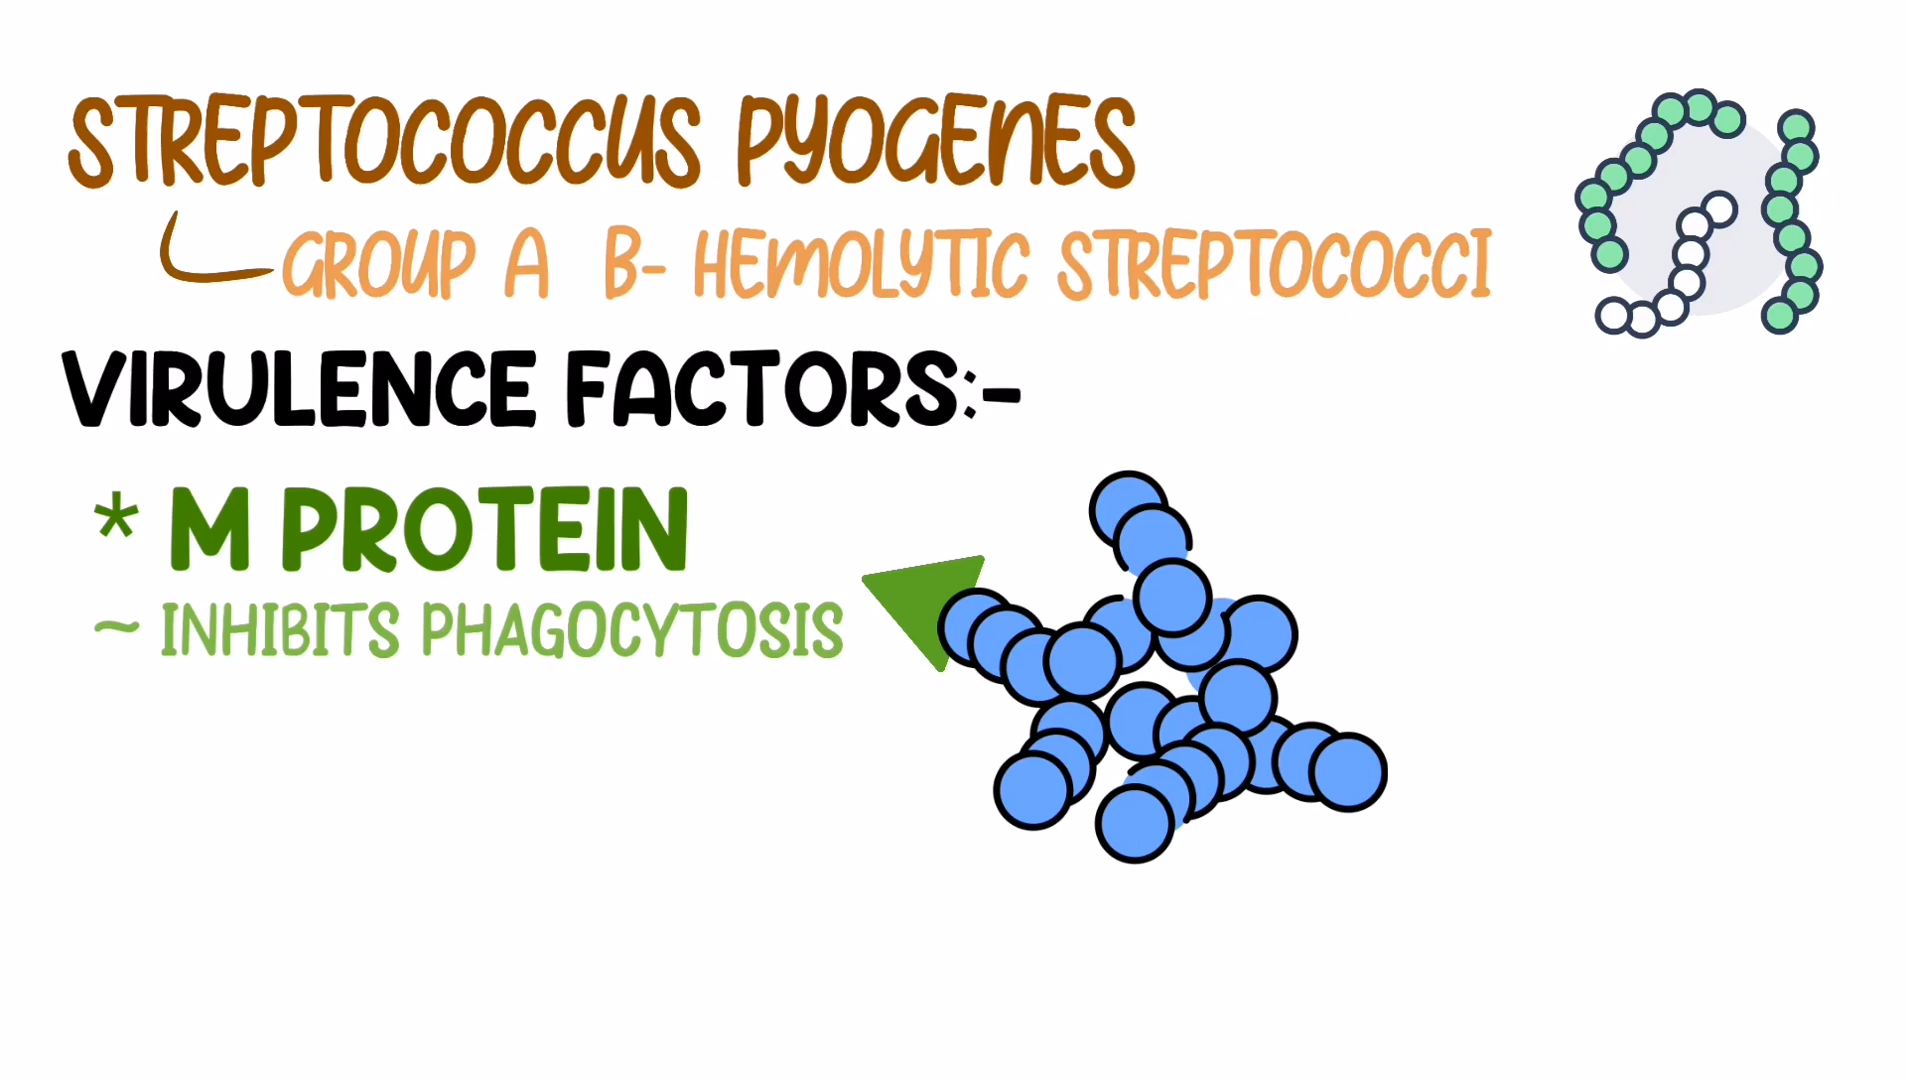 STREPTOCOCCUS PYOGENES
GROUP A B- HEMOLYTIC STREPTOCOCCI
VIRULENCE FACTORS:-
* M PROTEIN
~ INHIBITS PHAGOCYTOSIS